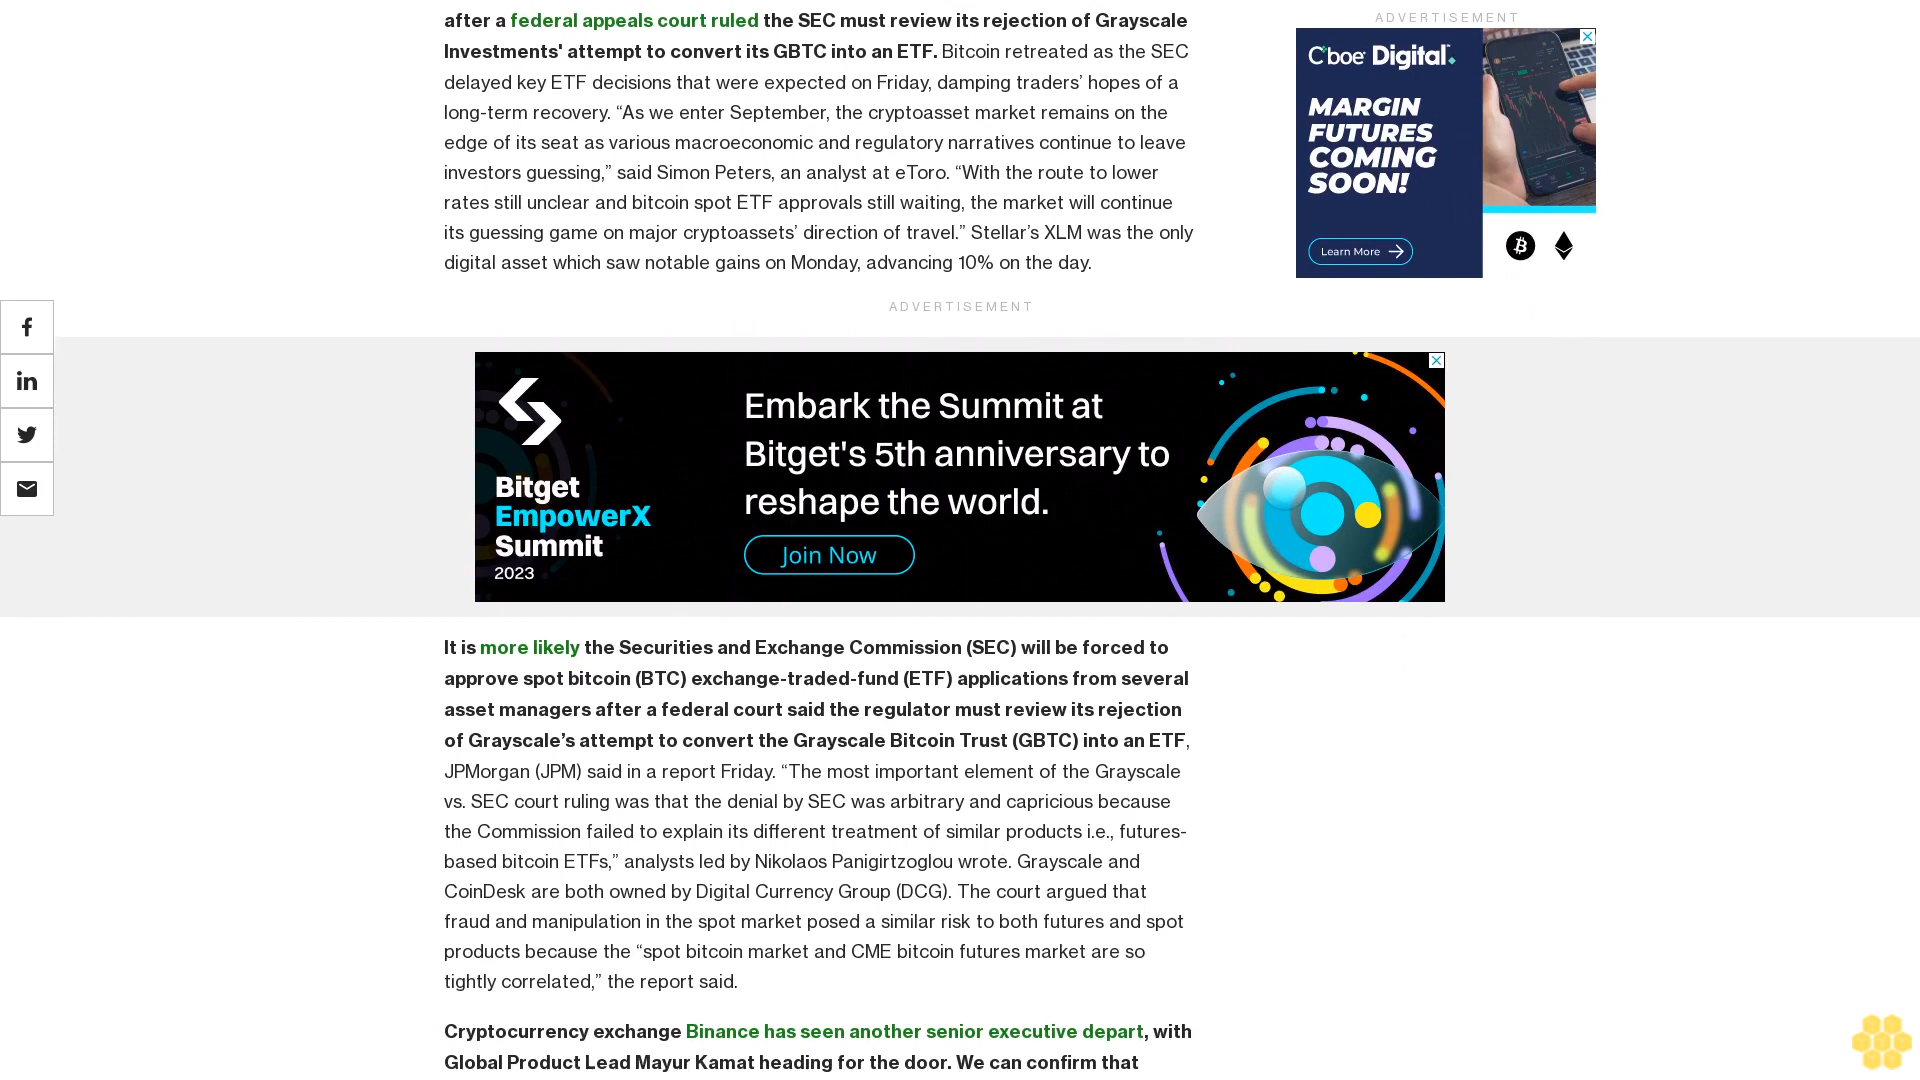 after a federal appeals court ruled the SEC must review its rejection of Grayscale
Investments' attempt to convert its GBTC into an ETF. Bitcoin retreated as the SEC
delayed key ETF decisions that were expected on Friday, damping traders’ hopes of a
long-term recovery. “As we enter September, the cryptoasset market remains on the
edge of its seat as various macroeconomic and regulatory narratives continue to leave
investors guessing,” said Simon Peters, an analyst at eToro. “With the route to lower
rates still unclear and bitcoin spot ETF approvals still waiting, the market will continue
its guessing game on major cryptoassets’ direction of travel.” Stellar’s XLM was the only
digital asset which saw notable gains on Monday, advancing 10% on the day.
ADVERTISEMENT
Cboe Digital
MARGIN
FUTURES
COMING
SOON!
Learn More
ADVERTISEMENT
Bitget
EmpowerX
Summit
2023
Embark the Summit at
Bitget's 5th anniversary to
reshape the world.
Join Now
It is more likely the Securities and Exchange Commission (SEC) will be forced to
approve spot bitcoin (BTC) exchange-traded-fund (ETF) applications from several
asset managers after a federal court said the regulator must review its rejection
of Grayscale’s attempt to convert the Grayscale Bitcoin Trust (GBTC) into an ETF,
JPMorgan (JPM) said in a report Friday. “The most important element of the Grayscale
vs. SEC court ruling was that the denial by SEC was arbitrary and capricious because
the Commission failed to explain its different treatment of similar products i.e., futures-
based bitcoin ETFs,” analysts led by Nikolaos Panigirtzoglou wrote. Grayscale and
CoinDesk are both owned by Digital Currency Group (DCG). The court argued that
fraud and manipulation in the spot market posed a similar risk to both futures and spot
products because the “spot bitcoin market and CME bitcoin futures market are so
tightly correlated,” the report said.
Cryptocurrency exchange Binance has seen another senior executive depart, with
Global Product Lead Mayur Kamat heading for the door. We can confirm that